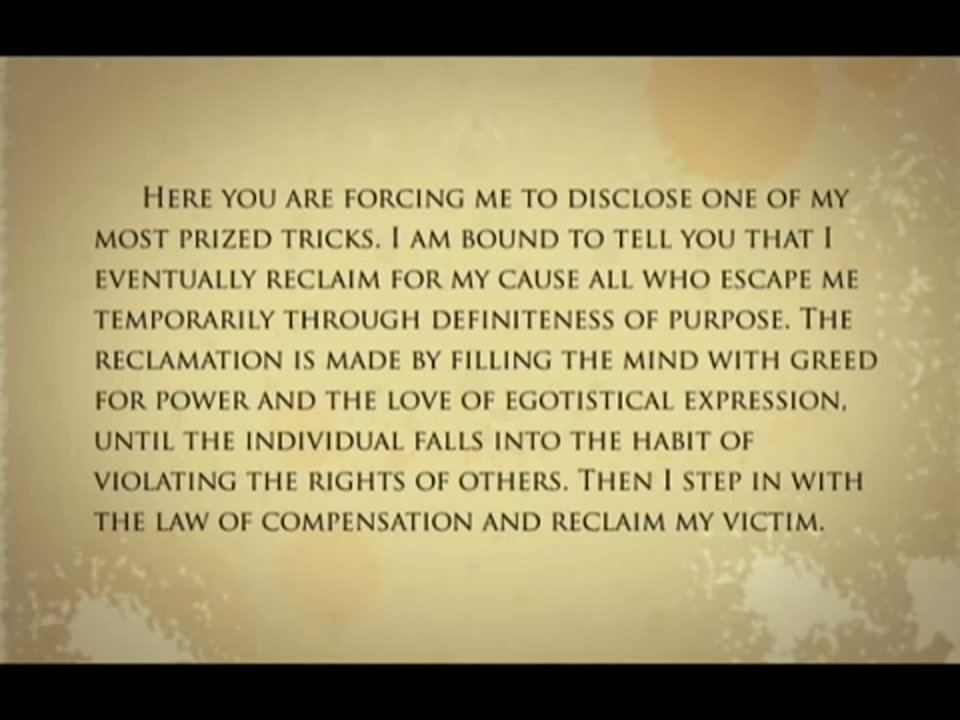 Here you are forcing me to disclose one of my
most prized tricks. I am bound to tell you that I
eventually reclaim for my cause all who escape me
temporarily through definiteness of purpose. The
reclamation is made by filling the mind with greed
for power and the love of egotistical expression,
until the individual falls into the habit of
violating the rights of others. Then I step in with
the law of compensation and reclaim my victim.